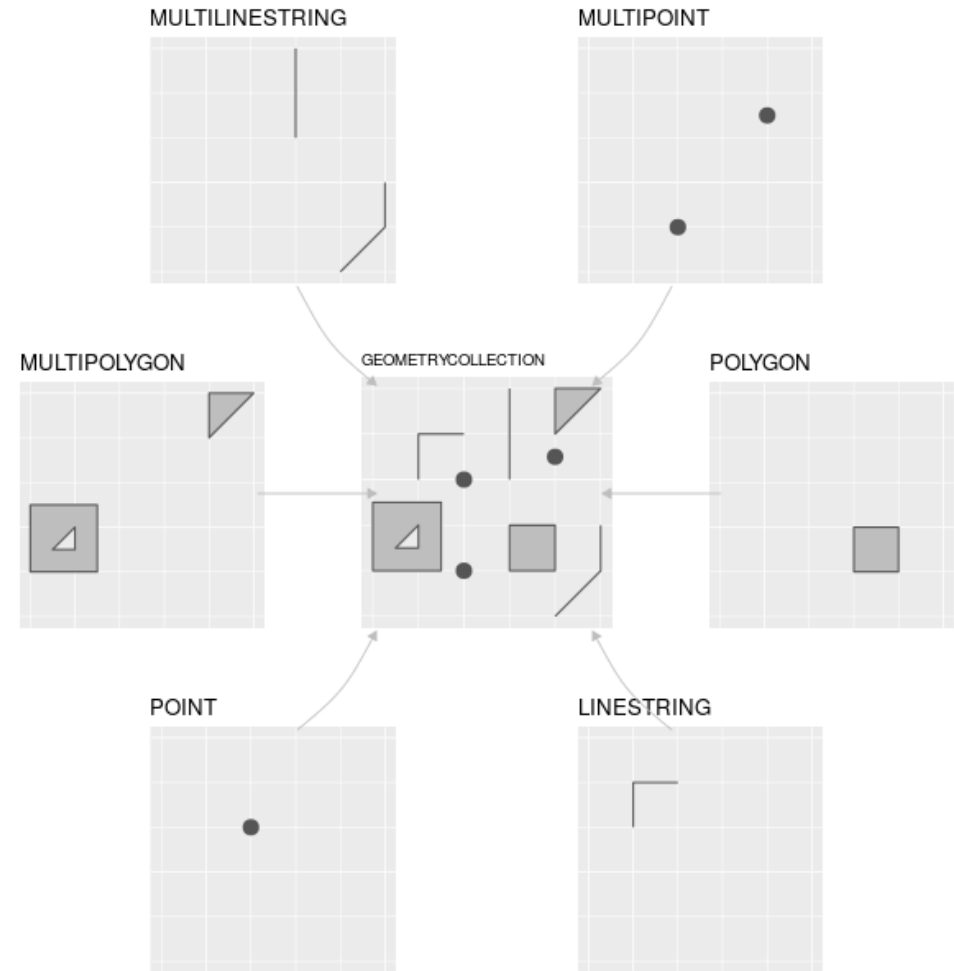 MULTILINESTRING
MULTIPOINT
MULTIPOLYGON
GEOMETRYCOLLECTION
POLYGON
POINT
LINESTRING